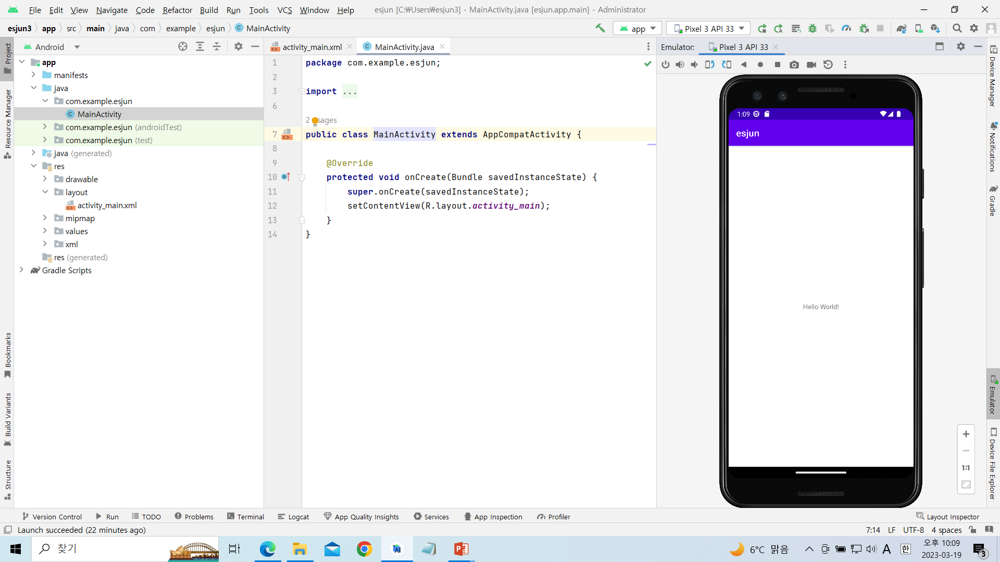 File Edit View Navigate Code Refactor Build Run Tools VCS Window Help esjun [C:₩Users₩esjun3] - MainActivity.java [esjun.app.main] - Administrator
esjun3 app src main java com example esjun MainActivity app Pixel 3 API 33
Android
activity_main.xml MainActivity.java
Emulator: Pixel 3 API 33
Project
Resource Manager
Bookmarks
Build Variants
Structure
app
manifests
java
com.example.esjun
MainActivity
com.example.esjun (androidTest)
com.example.esjun (test)
java (generated)
res
drawable
layout
activity_main.xml
mipmap
values
xml
res (generated)
Gradle Scripts
1 package com.example.esjun;
2
3 import ...
6
2 usages
7 public class MainActivity extends AppCompatActivity {
8
9 @Override
10 protected void onCreate(Bundle savedInstanceState) {
11 super.onCreate(savedInstanceState);
12 setContentView(R.layout.activity_main);
13 }
14 }
1:09
esjun
Hello World!
1:1
Device Manager
Notifications
Gradle
Emulator
Device File Explorer
Version Control Run TODO Problems Terminal Logcat App Quality Insights Services App Inspection Profiler Layout Inspector
Launch succeeded (22 minutes ago) 7:14 LF UTF-8 4 spaces
찾기 6°C 맑음 A 한 오후 10:09
2023-03-19 3